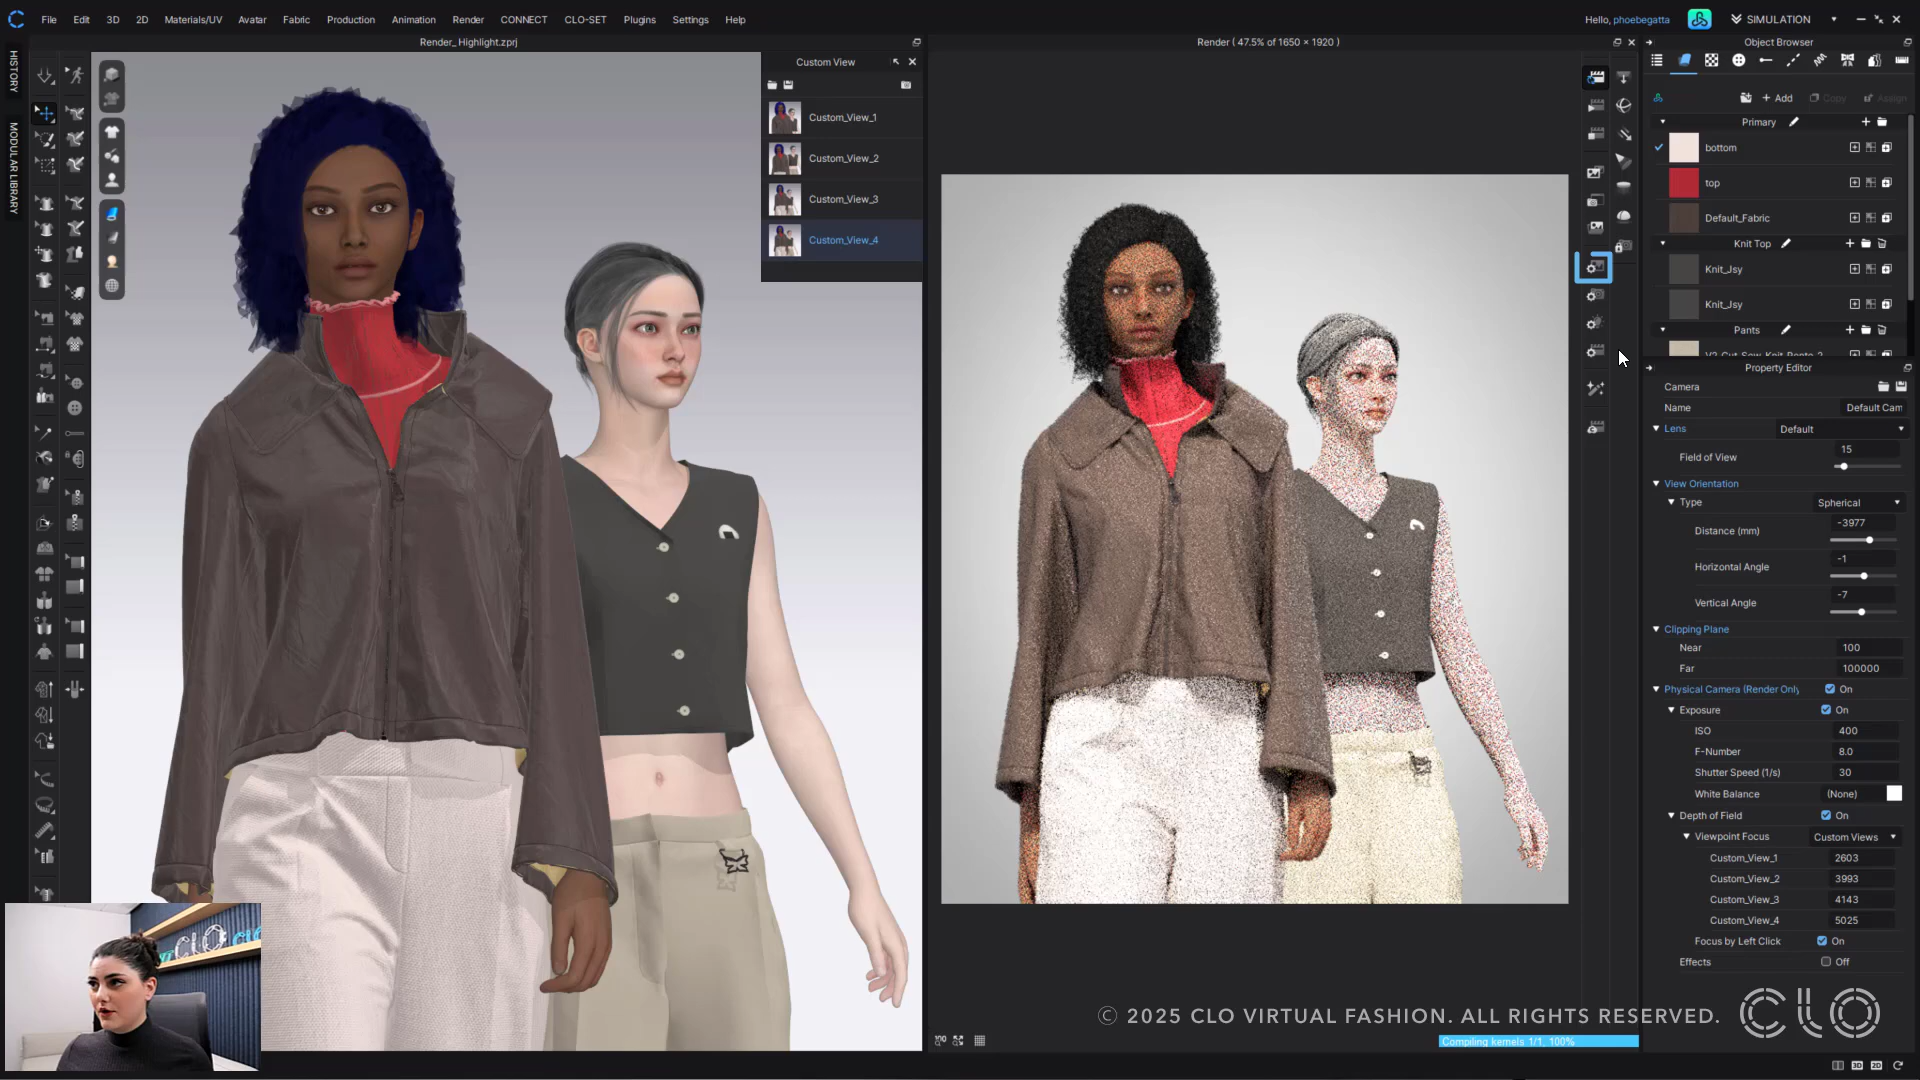 File Edit 3D 2D Materials/UV Avatar Fabric Production Animation Render CONNECT CLO-SET Plugins Settings Help
Hello, phoebegatta
SIMULATION
HISTORY
MODULAR LIBRARY
Render_ Highlight.zprj
Custom View
Custom_View_1
Custom_View_2
Custom_View_3
Custom_View_4
Render ( 47.5% of 1650 × 1920 )
Compiling kernels 1/1, 100%
Object Browser
+ Add Copy Assign
Primary
bottom
top
Default_Fabric
Knit Top
Knit_Jsy
Knit_Jsy
Pants
Property Editor
Camera
Name Default Cam
Lens Default
Field of View 15
View Orientation
Type Spherical
Distance (mm) -3977
Horizontal Angle -1
Vertical Angle -7
Clipping Plane
Near 100
Far 100000
Physical Camera (Render Only On
Exposure On
ISO 400
F-Number 8.0
Shutter Speed (1/s) 30
White Balance (None)
Depth of Field On
Viewpoint Focus Custom Views
Custom_View_1 2603
Custom_View_2 3993
Custom_View_3 4143
Custom_View_4 5025
Focus by Left Click On
Effects Off
© 2025 CLO VIRTUAL FASHION. ALL RIGHTS RESERVED. CLO
CLO
3D 2D